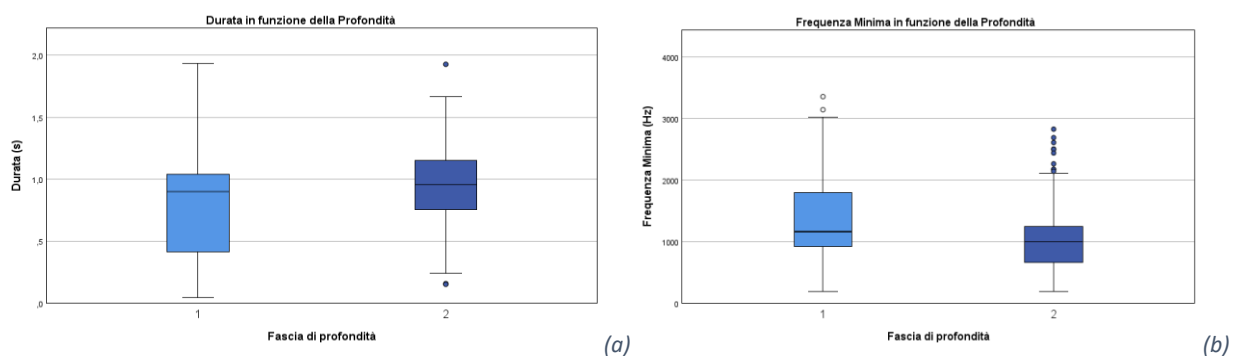 Durata in funzione della Profondità
2,0
1,5
1,0
,5
,0
Durata (s)
1
2
Fascia di profondità
(a)
Frequenza Minima in funzione della Profondità
4000
3000
2000
1000
0
Frequenza Minima (Hz)
1
2
Fascia di profondità
(b)